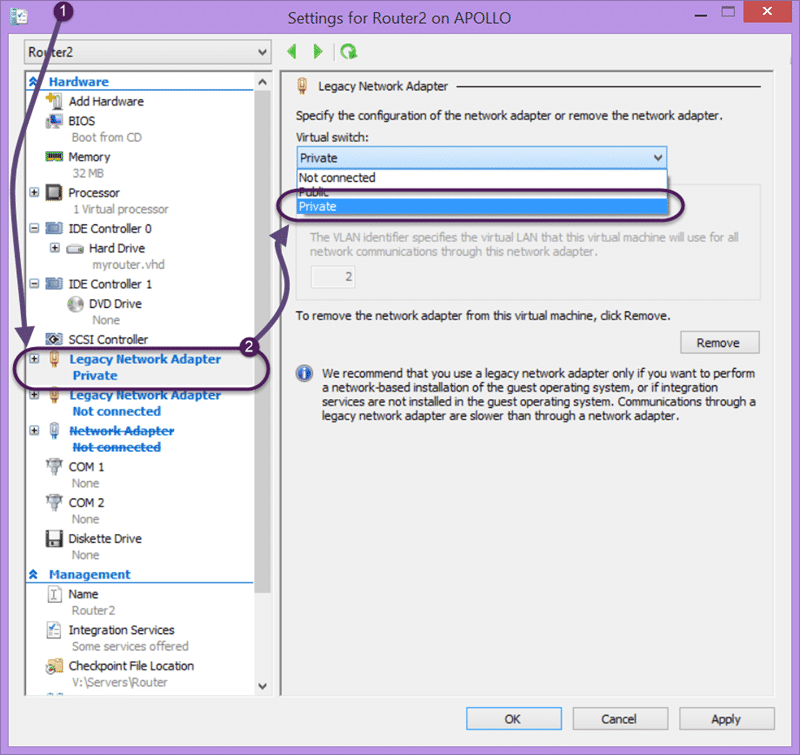 1
Settings for Router2 on APOLLO
Router2
Hardware
Add Hardware
BIOS
Boot from CD
Memory
32 MB
Processor
1 Virtual processor
IDE Controller 0
Hard Drive
myrouter.vhd
IDE Controller 1
DVD Drive
None
SCSI Controller
2
Legacy Network Adapter
Private
Legacy Network Adapter
Not connected
Network Adapter
Not connected
COM 1
None
COM 2
None
Diskette Drive
None
Management
Name
Router2
Integration Services
Some services offered
Checkpoint File Location
V:\Servers\Router
Legacy Network Adapter
Specify the configuration of the network adapter or remove the network adapter.
Virtual switch:
Private
Not connected
Public
Private
The VLAN identifier specifies the virtual LAN that this virtual machine will use for all
network communications through this network adapter.
2
To remove the network adapter from this virtual machine, click Remove.
Remove
We recommend that you use a legacy network adapter only if you want to perform
a network-based installation of the guest operating system, or if integration
services are not installed in the guest operating system. Communications through a
legacy network adapter are slower than through a network adapter.
OK
Cancel
Apply